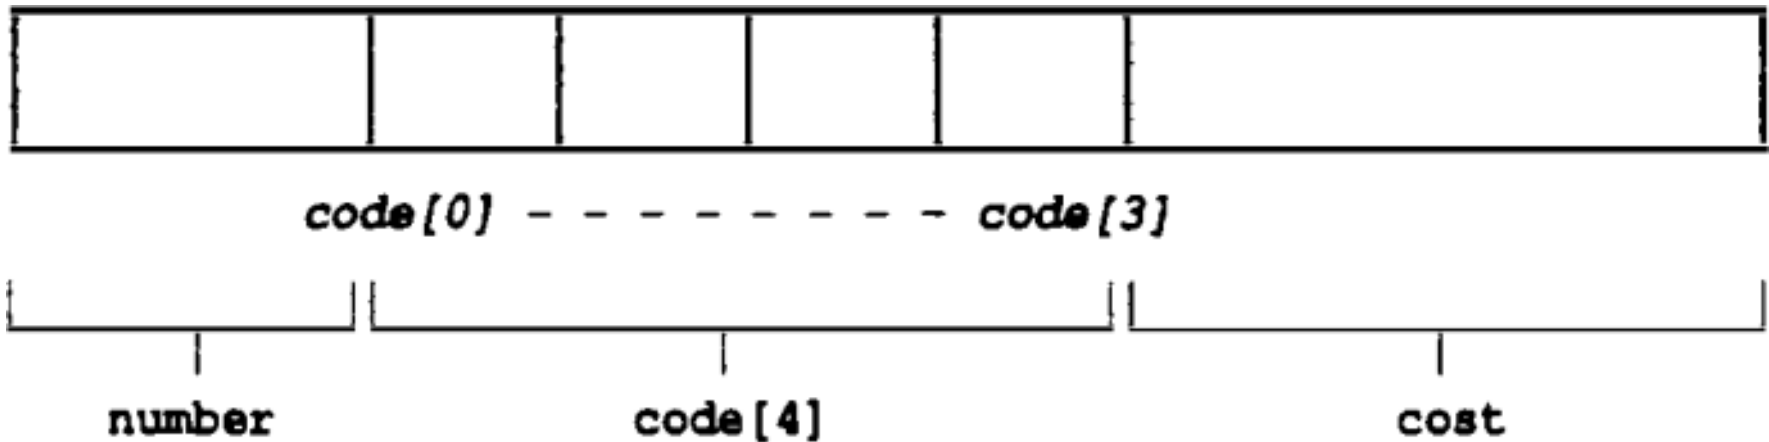 code[0] - - - - - - - - code[3]
number code[4] cost